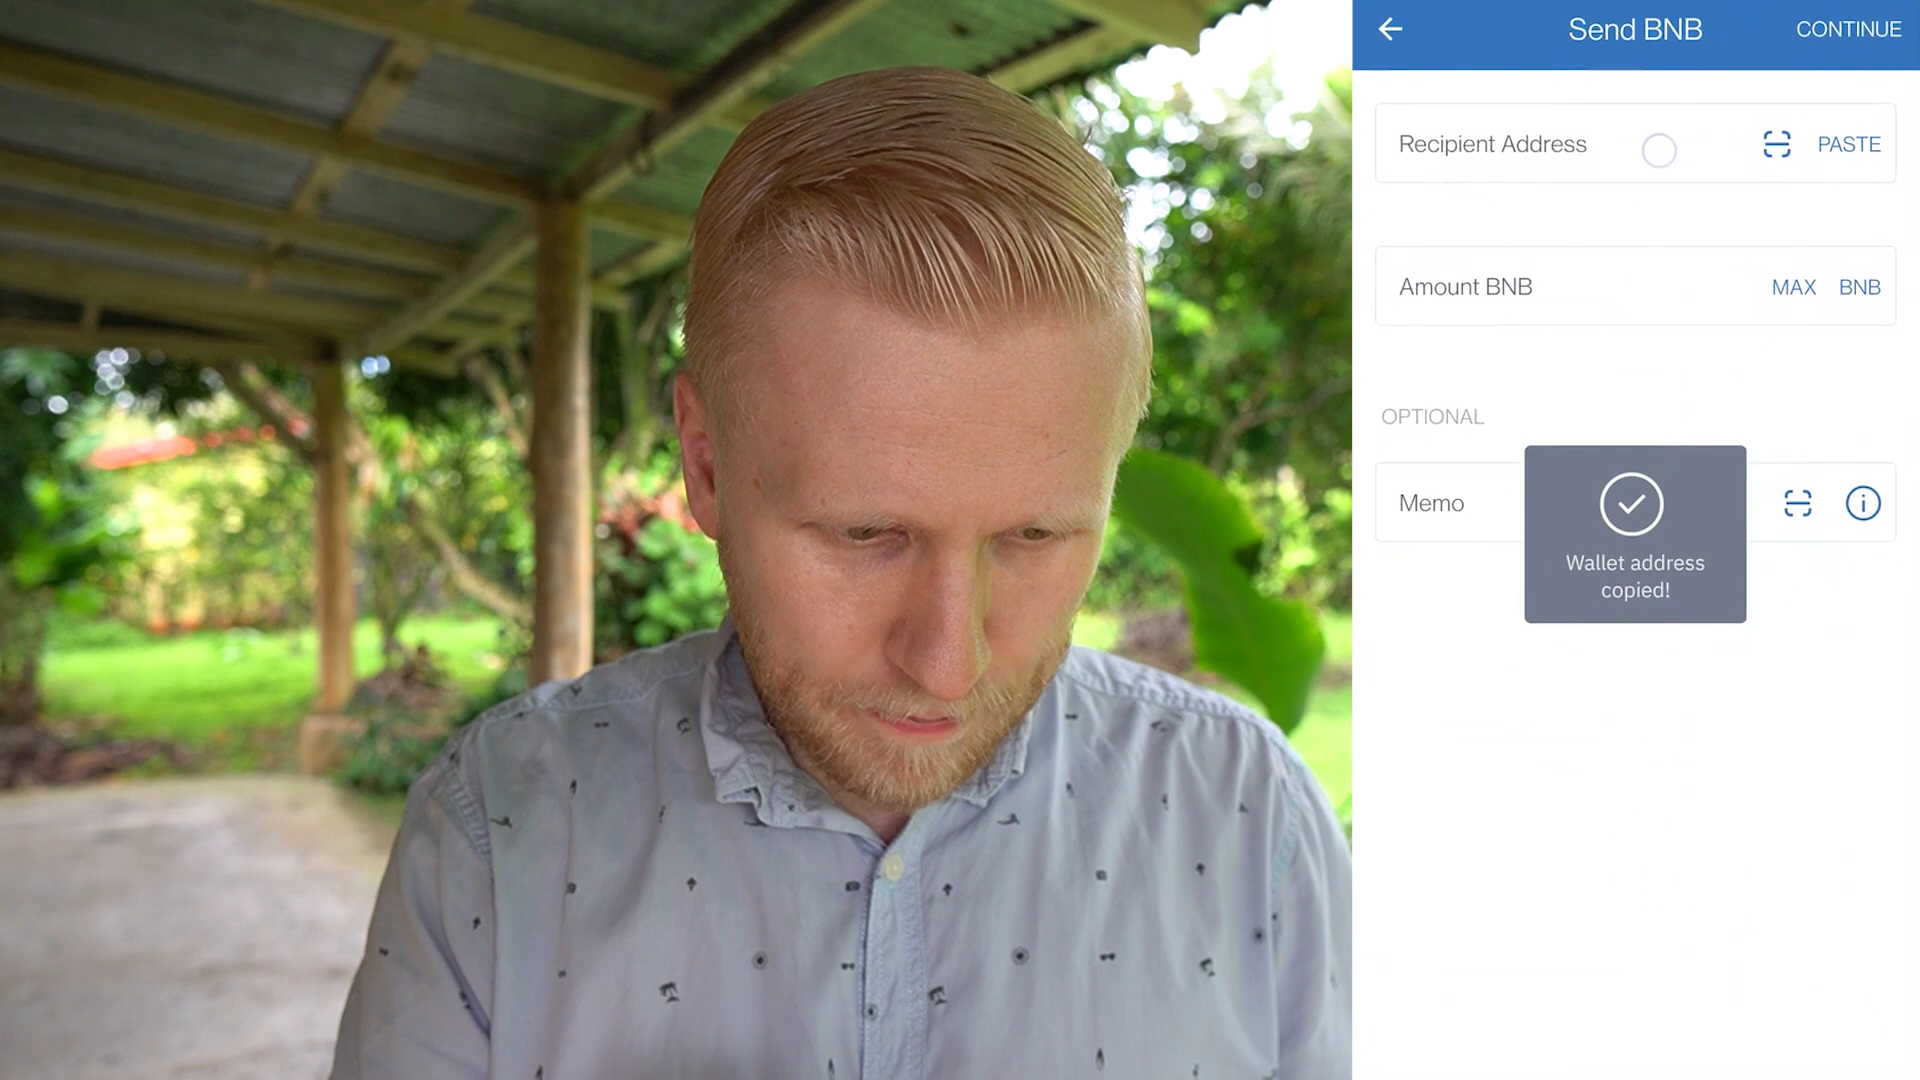 Send BNB
CONTINUE
Recipient Address
PASTE
Amount BNB
MAX BNB
OPTIONAL
Memo
Wallet address
copied!